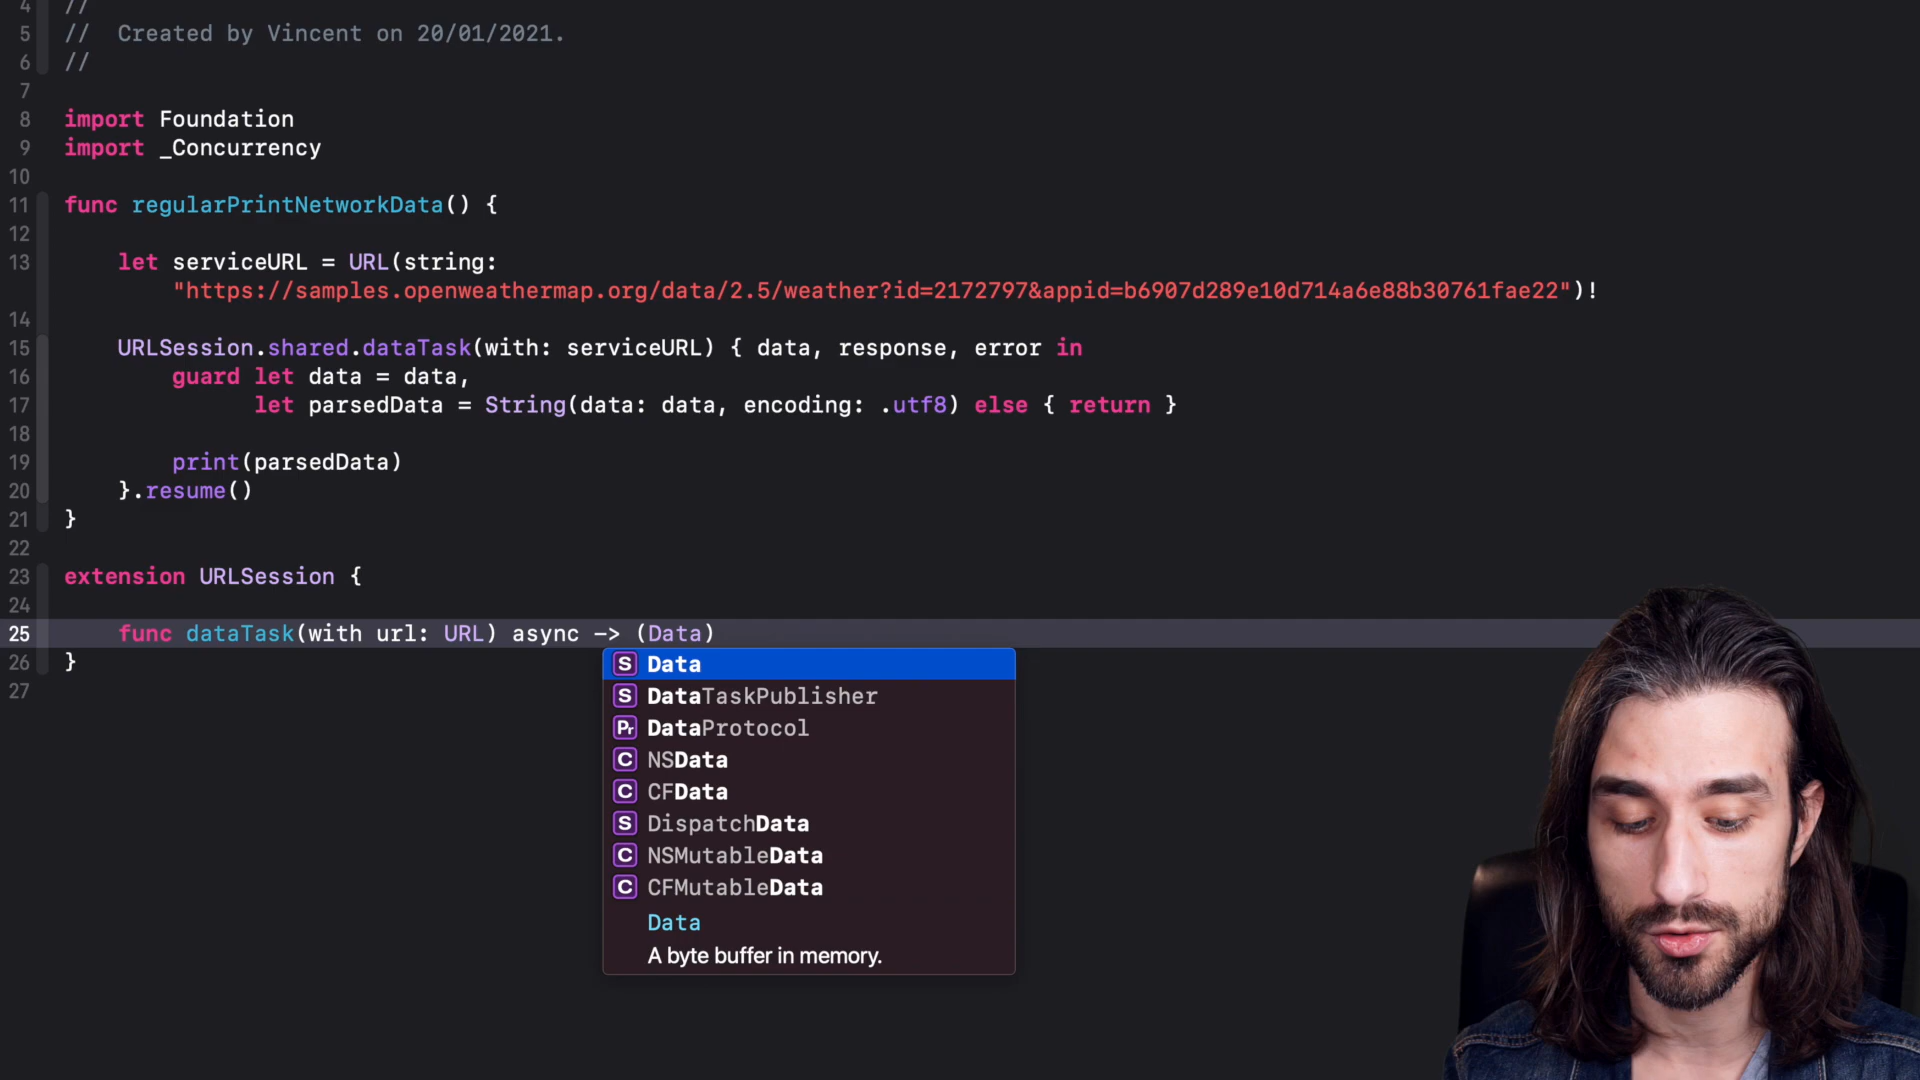 4 //
5 // Created by Vincent on 20/01/2021.
6 //
7
8 import Foundation
9 import _Concurrency
10
11 func regularPrintNetworkData() {
12
13 let serviceURL = URL(string:
"https://samples.openweathermap.org/data/2.5/weather?id=2172797&appid=b6907d289e10d714a6e88b30761fae22")!
14
15 URLSession.shared.dataTask(with: serviceURL) { data, response, error in
16 guard let data = data,
17 let parsedData = String(data: data, encoding: .utf8) else { return }
18
19 print(parsedData)
20 }.resume()
21 }
22
23 extension URLSession {
24
25 func dataTask(with url: URL) async -> (Data)
26 }
27
S Data
S DataTaskPublisher
Pr DataProtocol
C NSData
C CFData
S DispatchData
C NSMutableData
C CFMutableData
Data
A byte buffer in memory.